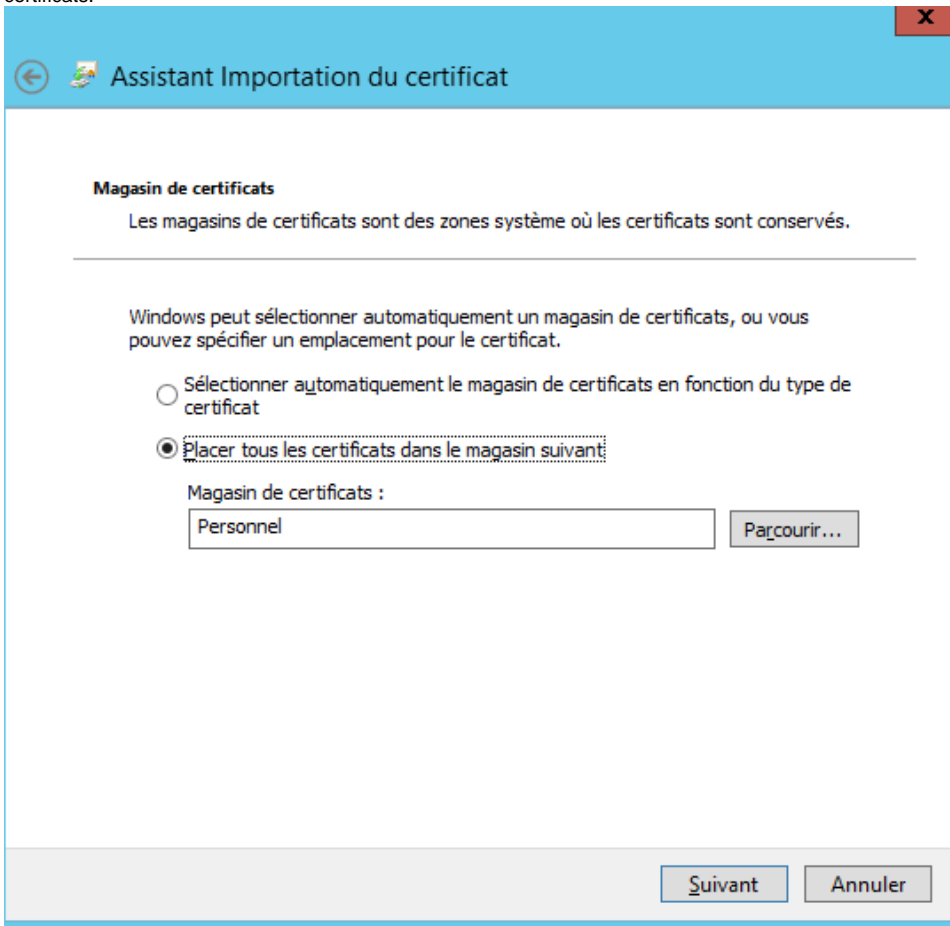 certificats.
x
Assistant Importation du certificat
Magasin de certificats
Les magasins de certificats sont des zones système où les certificats sont conservés.
Windows peut sélectionner automatiquement un magasin de certificats, ou vous
pouvez spécifier un emplacement pour le certificat.
Sélectionner automatiquement le magasin de certificats en fonction du type de
certificat
Placer tous les certificats dans le magasin suivant
Magasin de certificats :
Personnel
Parcourir...
Suivant
Annuler